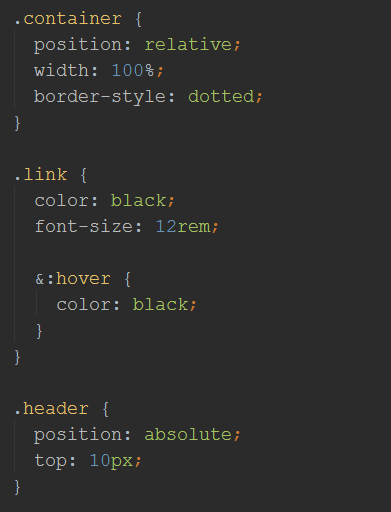 .container {
  position: relative;
  width: 100%;
  border-style: dotted;
}

.link {
  color: black;
  font-size: 12rem;

  &:hover {
    color: black;
  }
}

.header {
  position: absolute;
  top: 10px;
}